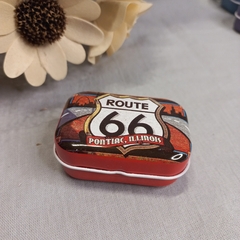 ROUTE
66
PONTIAC, ILLINOIS